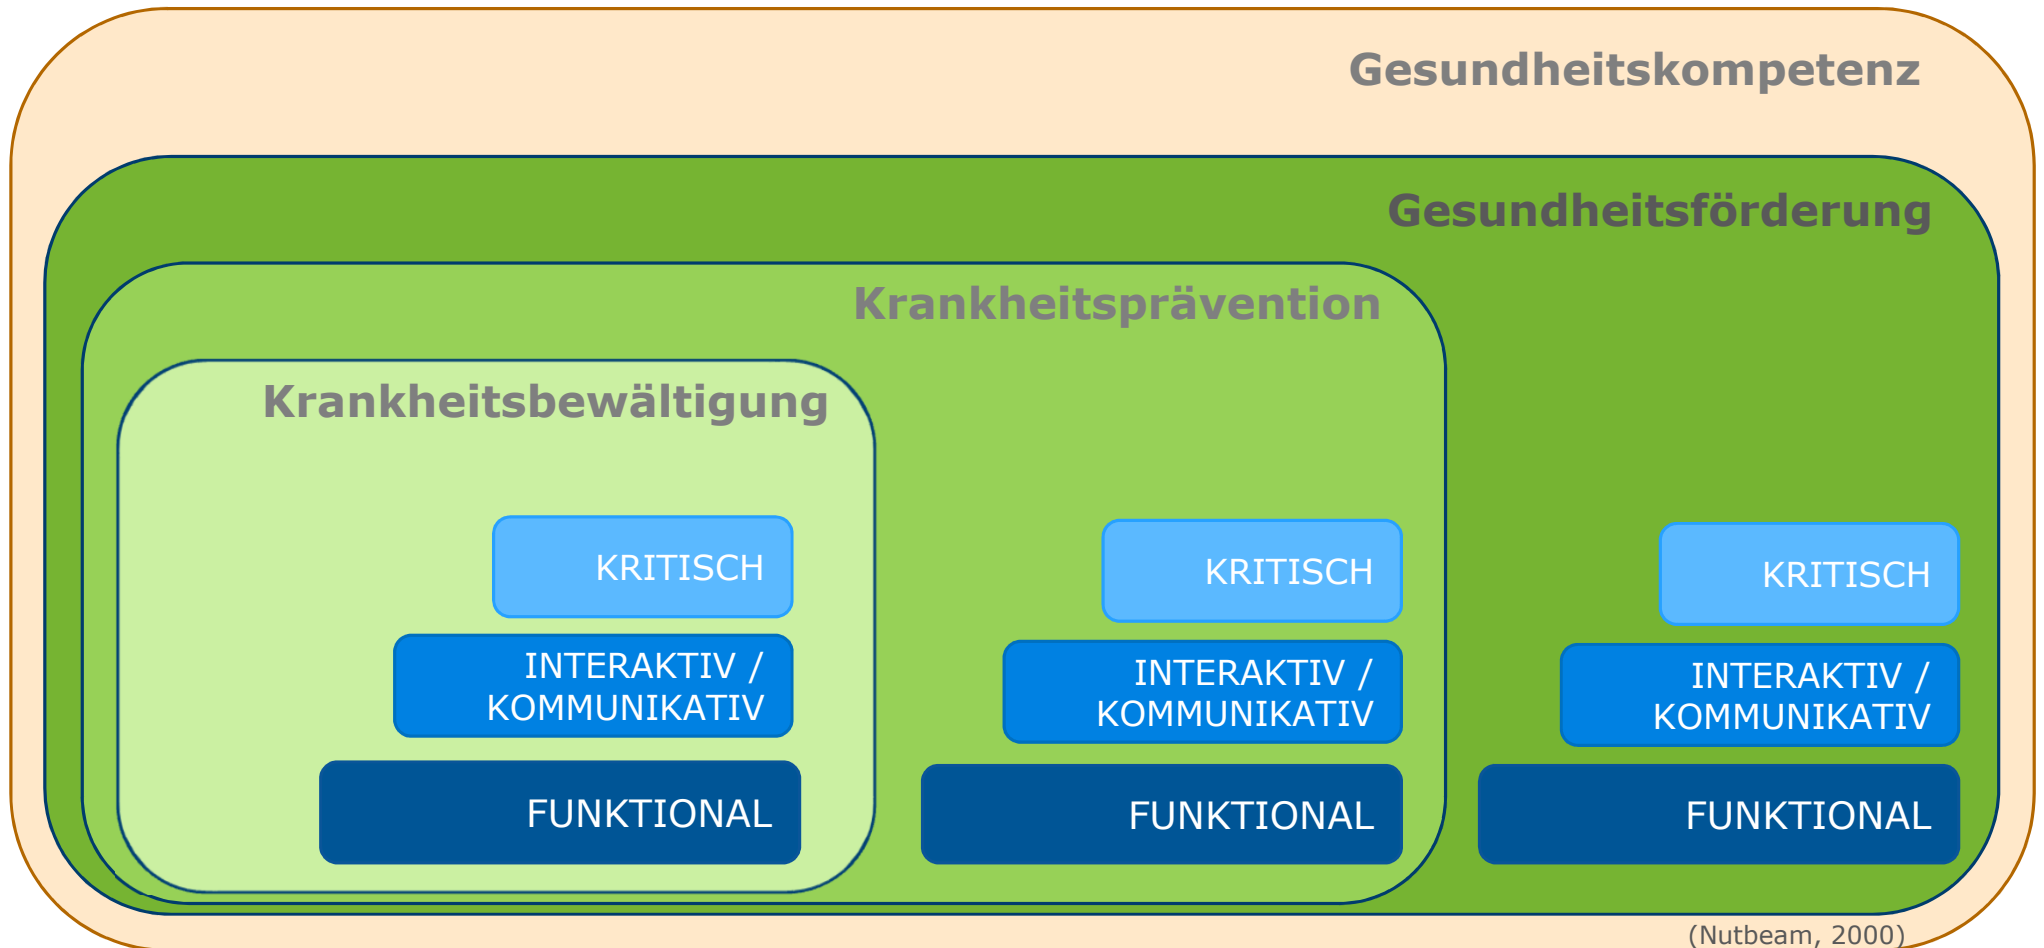 Gesundheitskompetenz
Gesundheitsförderung
Krankheitsprävention
Krankheitsbewältigung
KRITISCH
INTERAKTIV /
KOMMUNIKATIV
FUNKTIONAL
KRITISCH
INTERAKTIV /
KOMMUNIKATIV
FUNKTIONAL
KRITISCH
INTERAKTIV /
KOMMUNIKATIV
FUNKTIONAL
(Nutbeam, 2000)